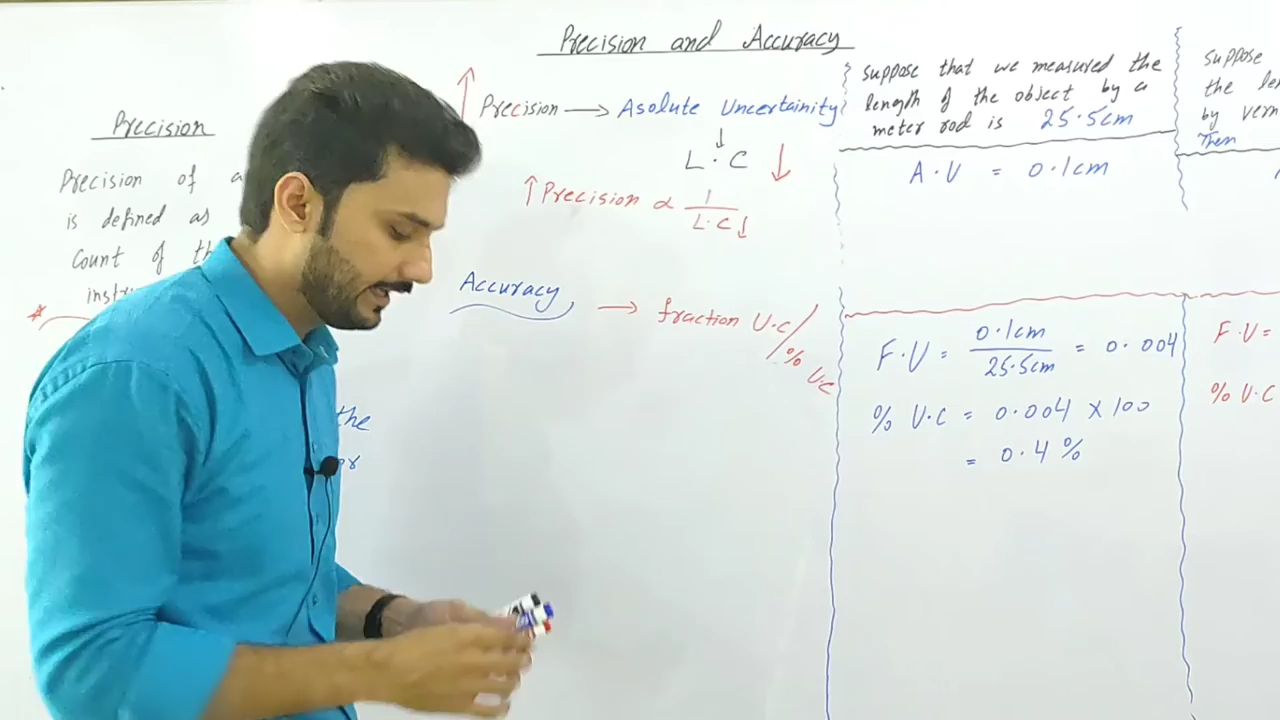 Precision and Accuracy
Precision
Precision of a
is defined as
Count of th
instr
the
or
Precision → Asolute Uncertainity
↓
L.C ↓
↑ Precision ∝ 1/L.C↓
Accuracy → fraction U.C/% U.C
suppose that we measured the
length of the object by a
meter rod is 25.5cm
A.U = 0.1cm
F.U = 0.1cm/25.5cm = 0.004
% U.C = 0.004 × 100
= 0.4 %
suppose
the len
by vern
Then
F.U =
% U.C